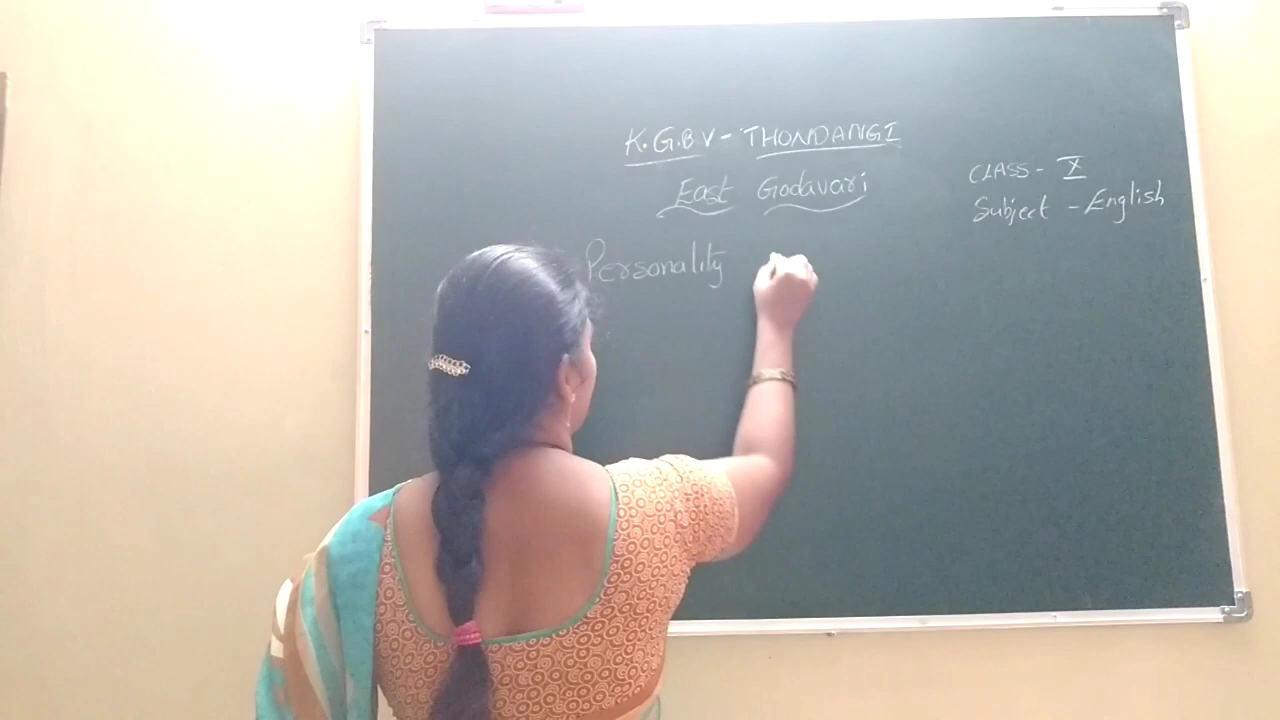 K.G.B V - THONDANGI
East Godavari
CLASS - X
Subject - English
Personality